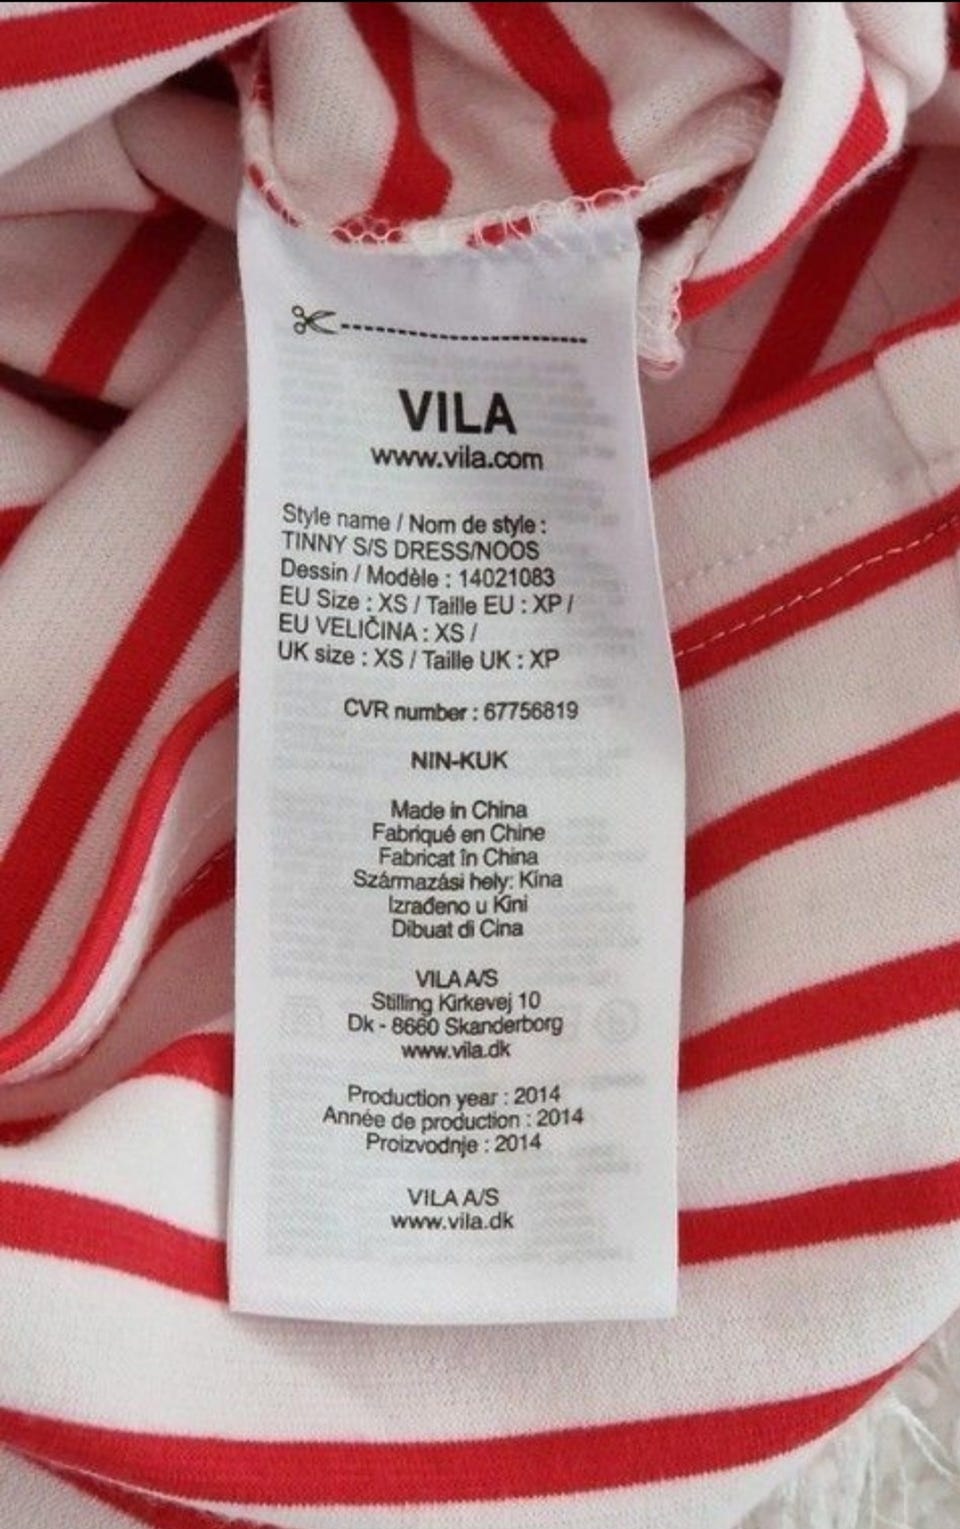 VILA
www.vila.com
Style name / Nom de style :
TINNY S/S DRESS/NOOS
Dessin / Modèle : 14021083
EU Size : XS / Taille EU : XP /
EU VELIČINA : XS /
UK size : XS / Taille UK : XP
CVR number : 67756819
NIN-KUK
Made in China
Fabriqué en Chine
Fabricat în China
Származási hely: Kína
Izrađeno u Kini
Dibuat di Cina
VILA A/S
Stilling Kirkevej 10
Dk - 8660 Skanderborg
www.vila.dk
Production year : 2014
Année de production : 2014
Proizvodnje : 2014
VILA A/S
www.vila.dk